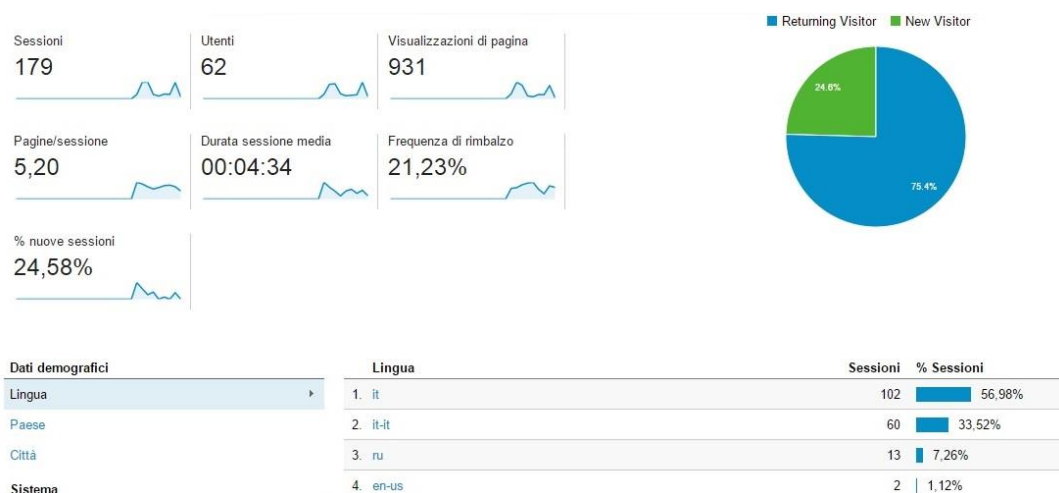 Returning Visitor New Visitor
Sessioni Utenti Visualizzazioni di pagina
179 62 931
24.6%
Pagine/sessione Durata sessione media Frequenza di rimbalzo
5,20 00:04:34 21,23%
75.4%
% nuove sessioni
24,58%
Dati demografici Lingua Sessioni % Sessioni
Lingua 1. it 102 56,98%
Paese 2. it-it 60 33,52%
Città 3. ru 13 7,26%
Sistema 4. en-us 2 1,12%